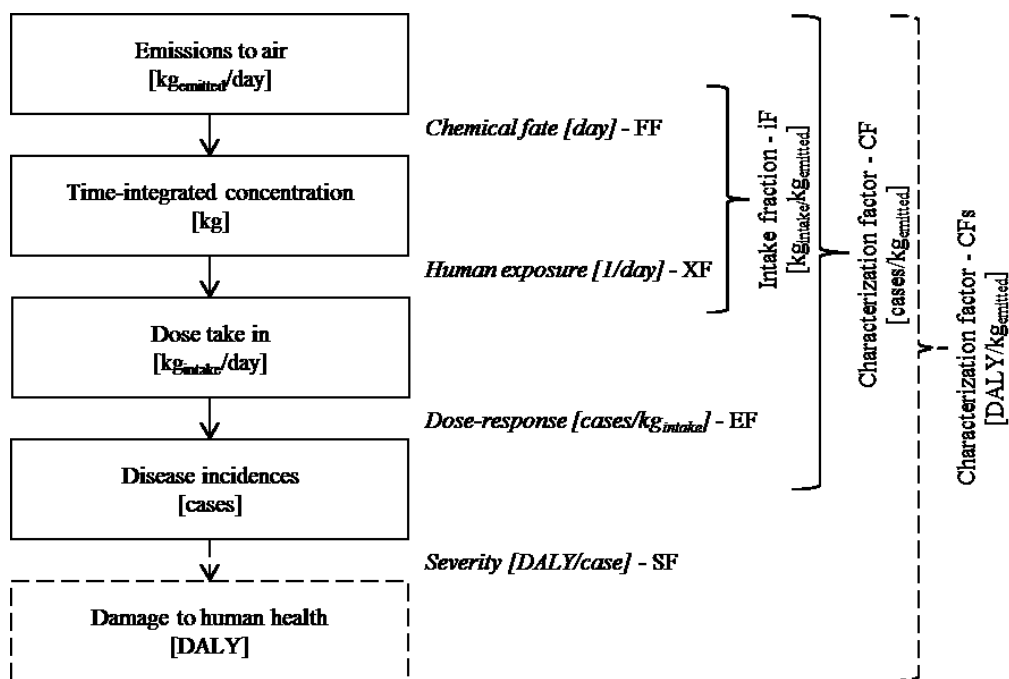 Emissions to air
[kgemitted/day]
Chemical fate [day] - FF
Time-integrated concentration
[kg]
Human exposure [1/day] - XF
Dose take in
[kgintake/day]
Dose-response [cases/kgintake] - EF
Disease incidences
[cases]
Severity [DALY/case] - SF
Damage to human health
[DALY]
Intake fraction - iF
[kgintake/kgemitted]
Characterization factor - CF
[cases/kgemitted]
Characterization factor - CFs
[DALY/kgemitted]